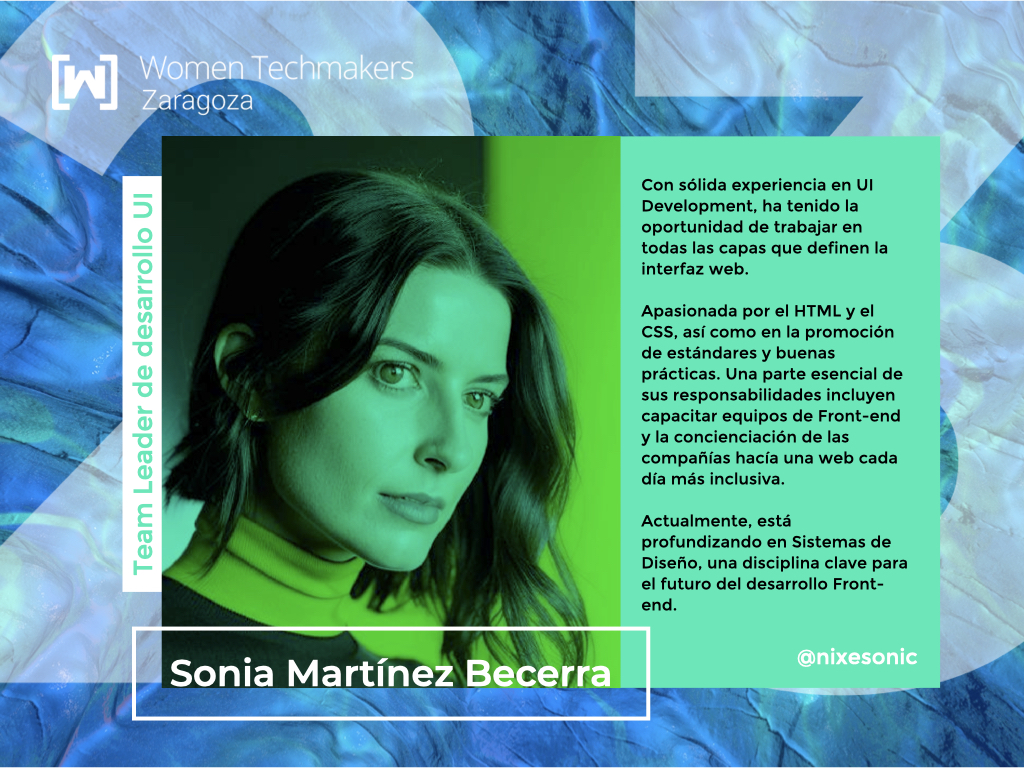 [W] Women Techmakers
Zaragoza
Team Leader de desarrollo UI
Con sólida experiencia en UI
Development, ha tenido la
oportunidad de trabajar en
todas las capas que definen la
interfaz web.
Apasionada por el HTML y el
CSS, así como en la promoción
de estándares y buenas
prácticas. Una parte esencial de
sus responsabilidades incluyen
capacitar equipos de Front-end
y la concienciación de las
compañías hacía una web cada
día más inclusiva.
Actualmente, está
profundizando en Sistemas de
Diseño, una disciplina clave para
el futuro del desarrollo Front-
end.
@nixesonic
Sonia Martínez Becerra